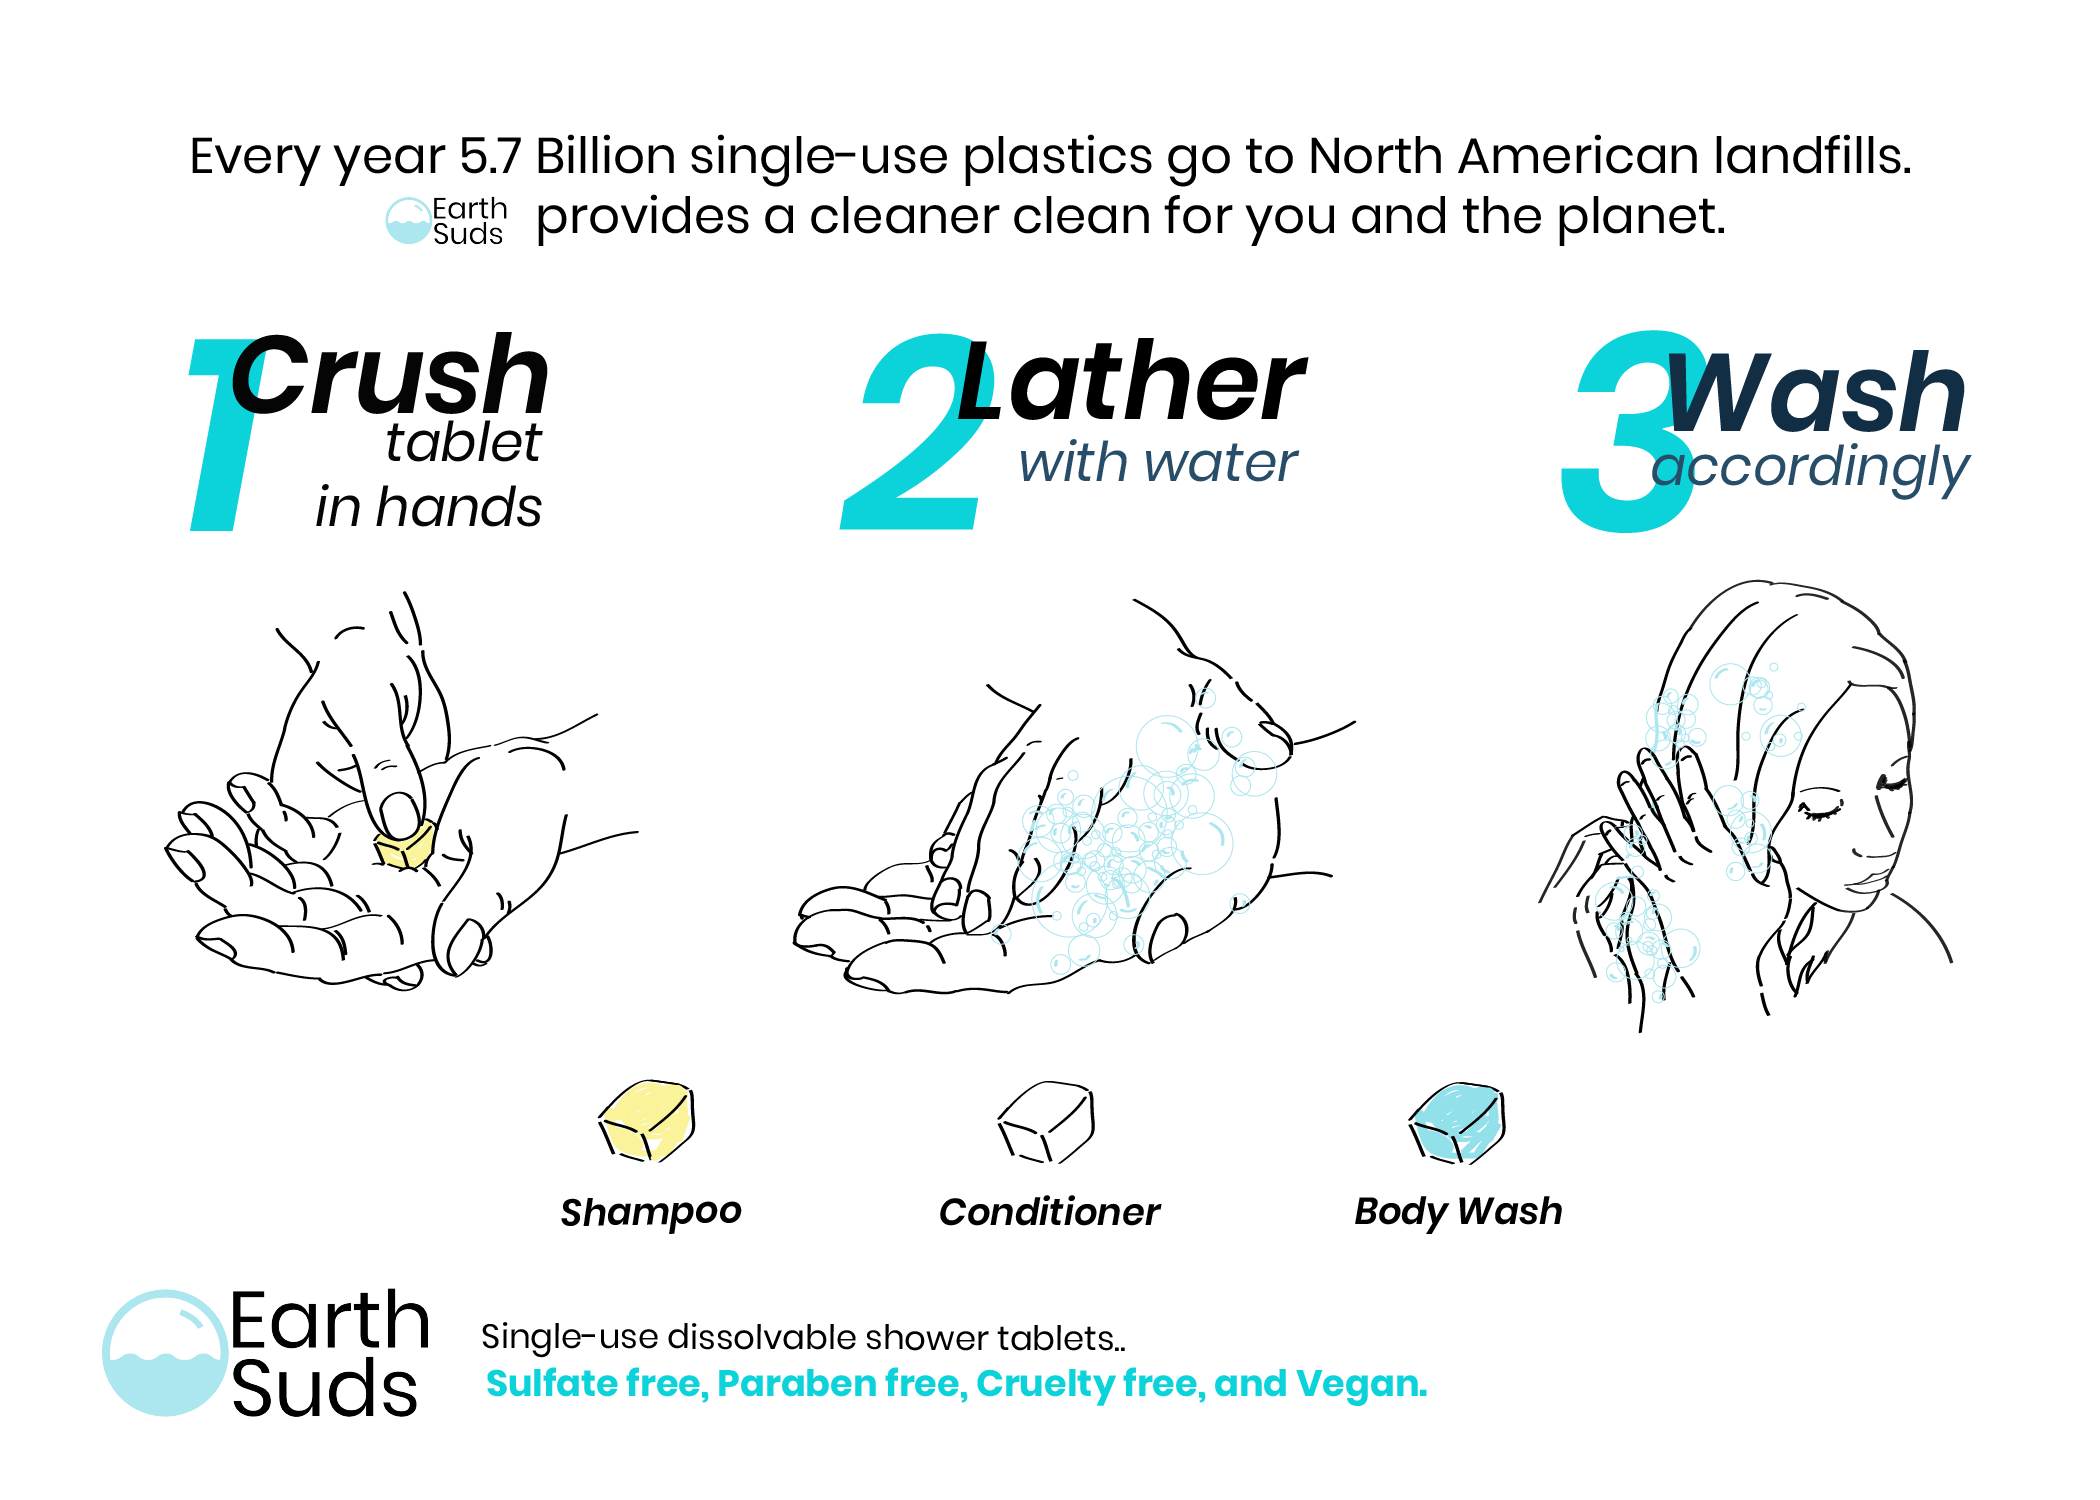 Every year 5.7 Billion single-use plastics go to North American landfills.
Earth
Suds
provides a cleaner clean for you and the planet.
1 Crush
tablet
in hands
2 Lather
with water
3 Wash
accordingly
Shampoo
Conditioner
Body Wash
Earth
Suds
Single-use dissolvable shower tablets..
Sulfate free, Paraben free, Cruelty free, and Vegan.